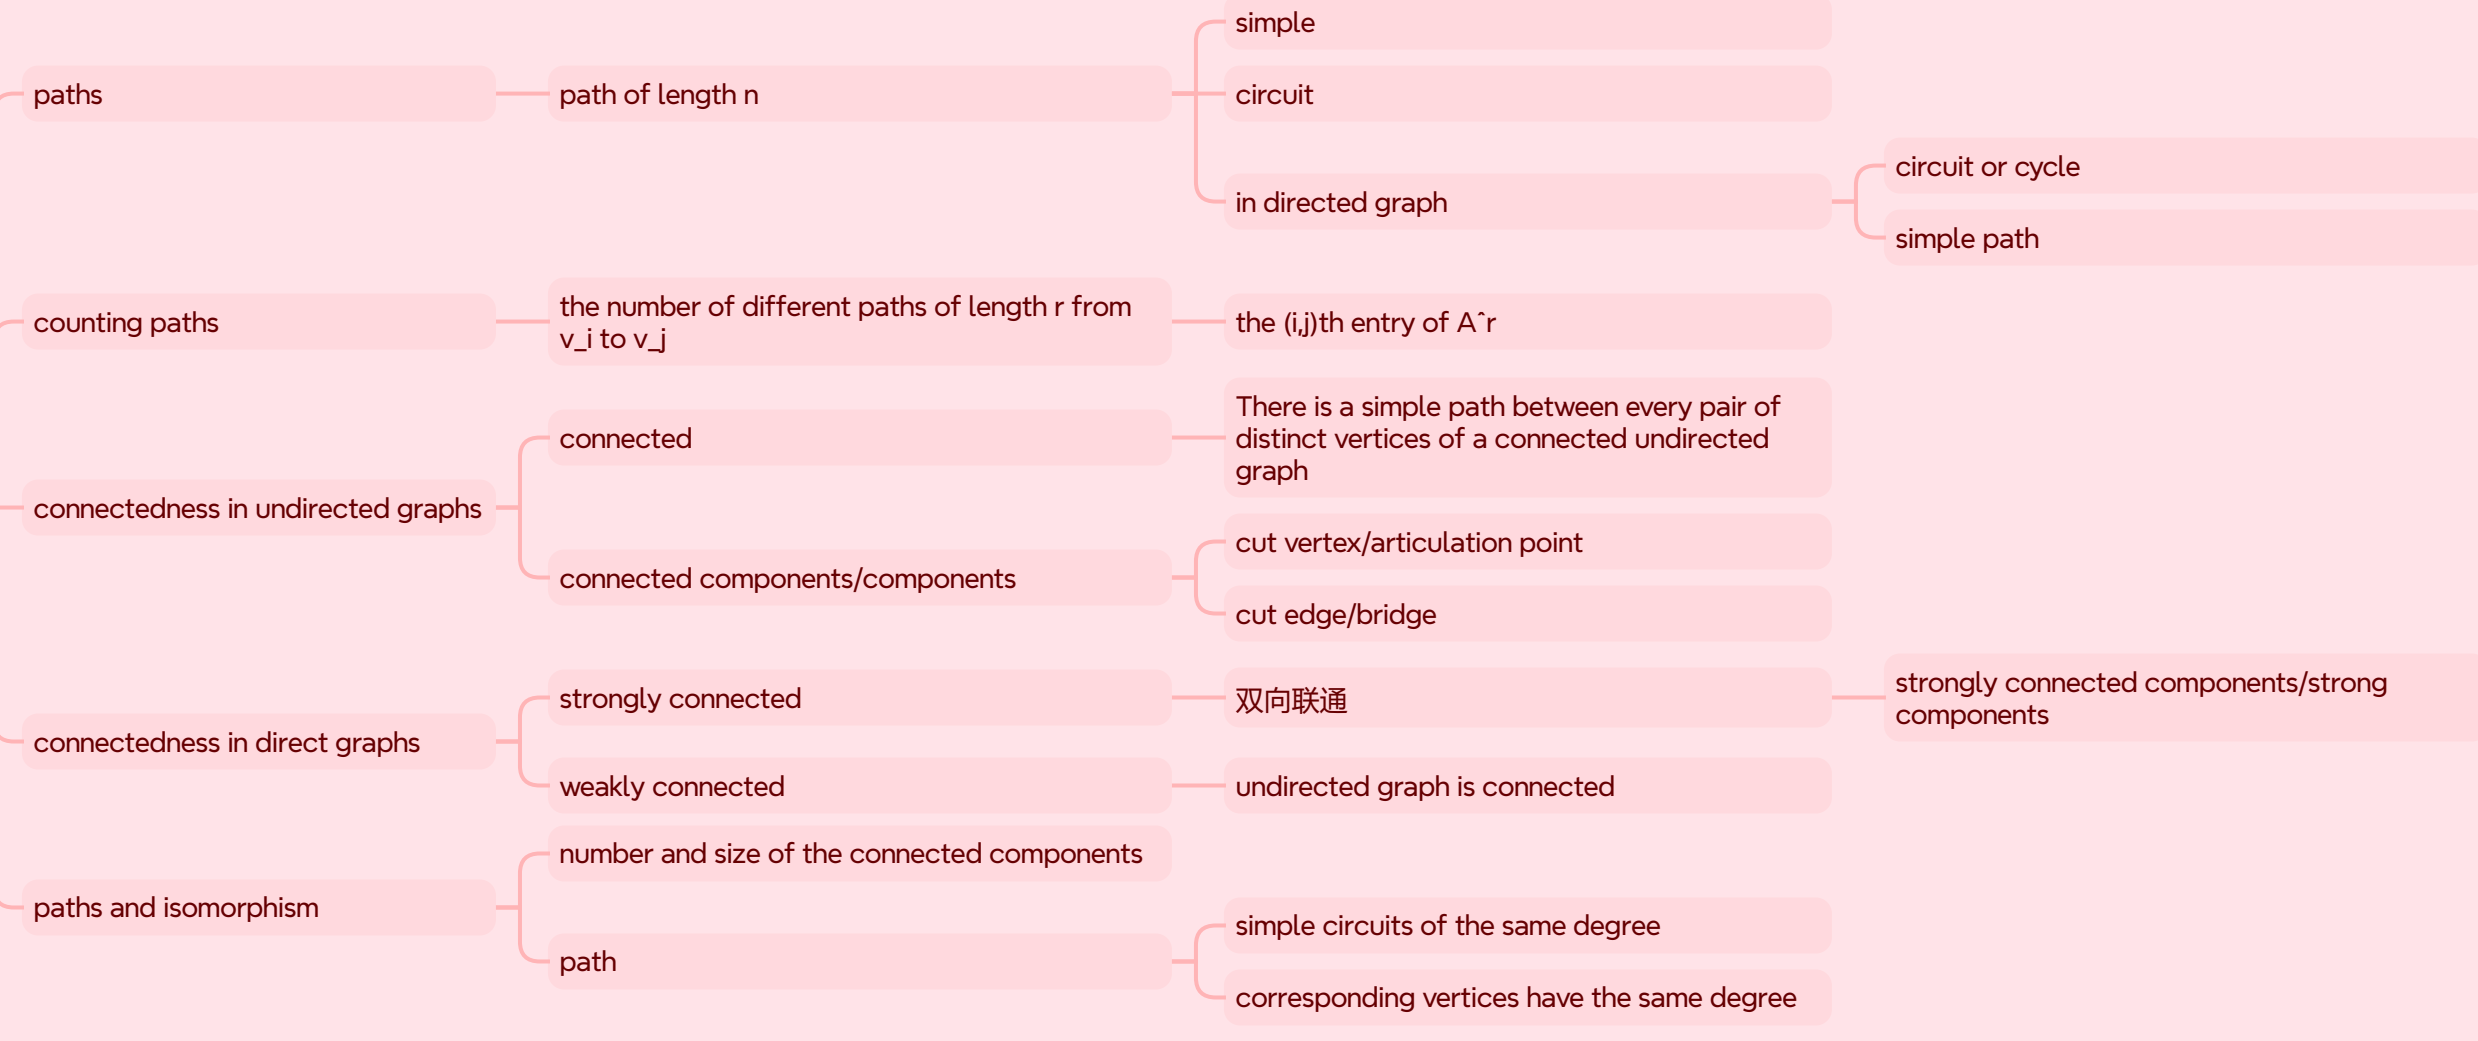 simple
paths
path of length n
circuit
circuit or cycle
in directed graph
simple path
the number of different paths of length r from
v_i to v_j
counting paths
the (i,j)th entry of A^r
There is a simple path between every pair of
distinct vertices of a connected undirected
graph
connected
connectedness in undirected graphs
cut vertex/articulation point
connected components/components
cut edge/bridge
strongly connected
双向联通
strongly connected components/strong
components
connectedness in direct graphs
weakly connected
undirected graph is connected
number and size of the connected components
paths and isomorphism
simple circuits of the same degree
path
corresponding vertices have the same degree